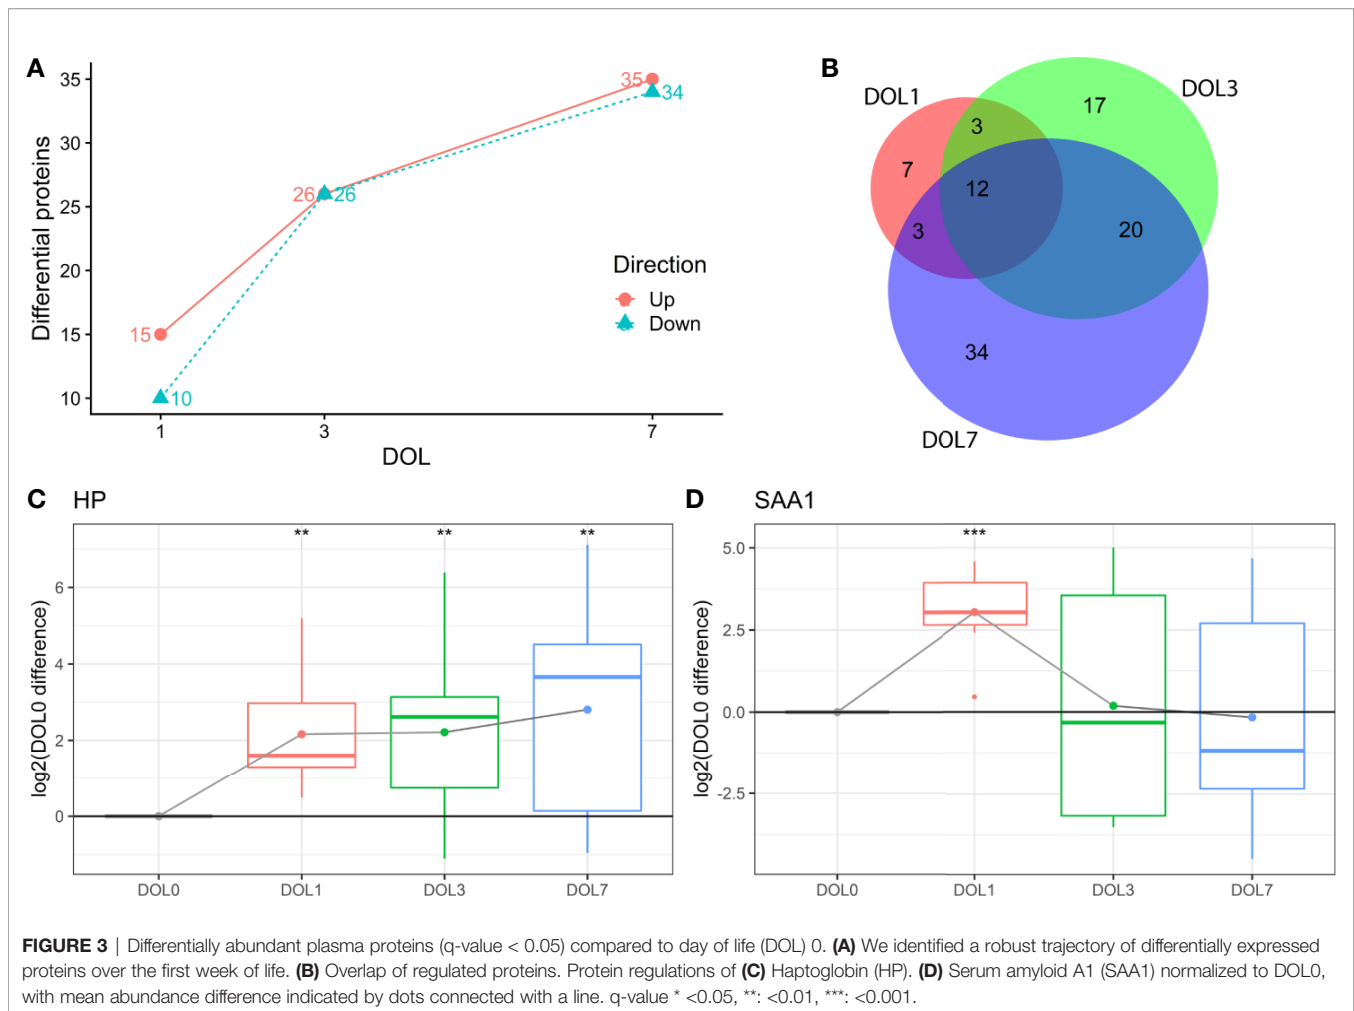 A
Differential proteins
35
30
25
20
15
10
35
34
26
26
15
10
Direction
Up
Down
1
3
7
DOL
B
DOL1
DOL3
DOL7
17
3
7
12
3
20
34
C HP
log2(DOL0 difference)
6
4
2
0
**
**
**
DOL0
DOL1
DOL3
DOL7
D SAA1
log2(DOL0 difference)
5.0
2.5
0.0
-2.5
***
DOL0
DOL1
DOL3
DOL7
FIGURE 3 | Differentially abundant plasma proteins (q-value < 0.05) compared to day of life (DOL) 0. (A) We identified a robust trajectory of differentially expressed
proteins over the first week of life. (B) Overlap of regulated proteins. Protein regulations of (C) Haptoglobin (HP). (D) Serum amyloid A1 (SAA1) normalized to DOL0,
with mean abundance difference indicated by dots connected with a line. q-value * <0.05, **: <0.01, ***: <0.001.